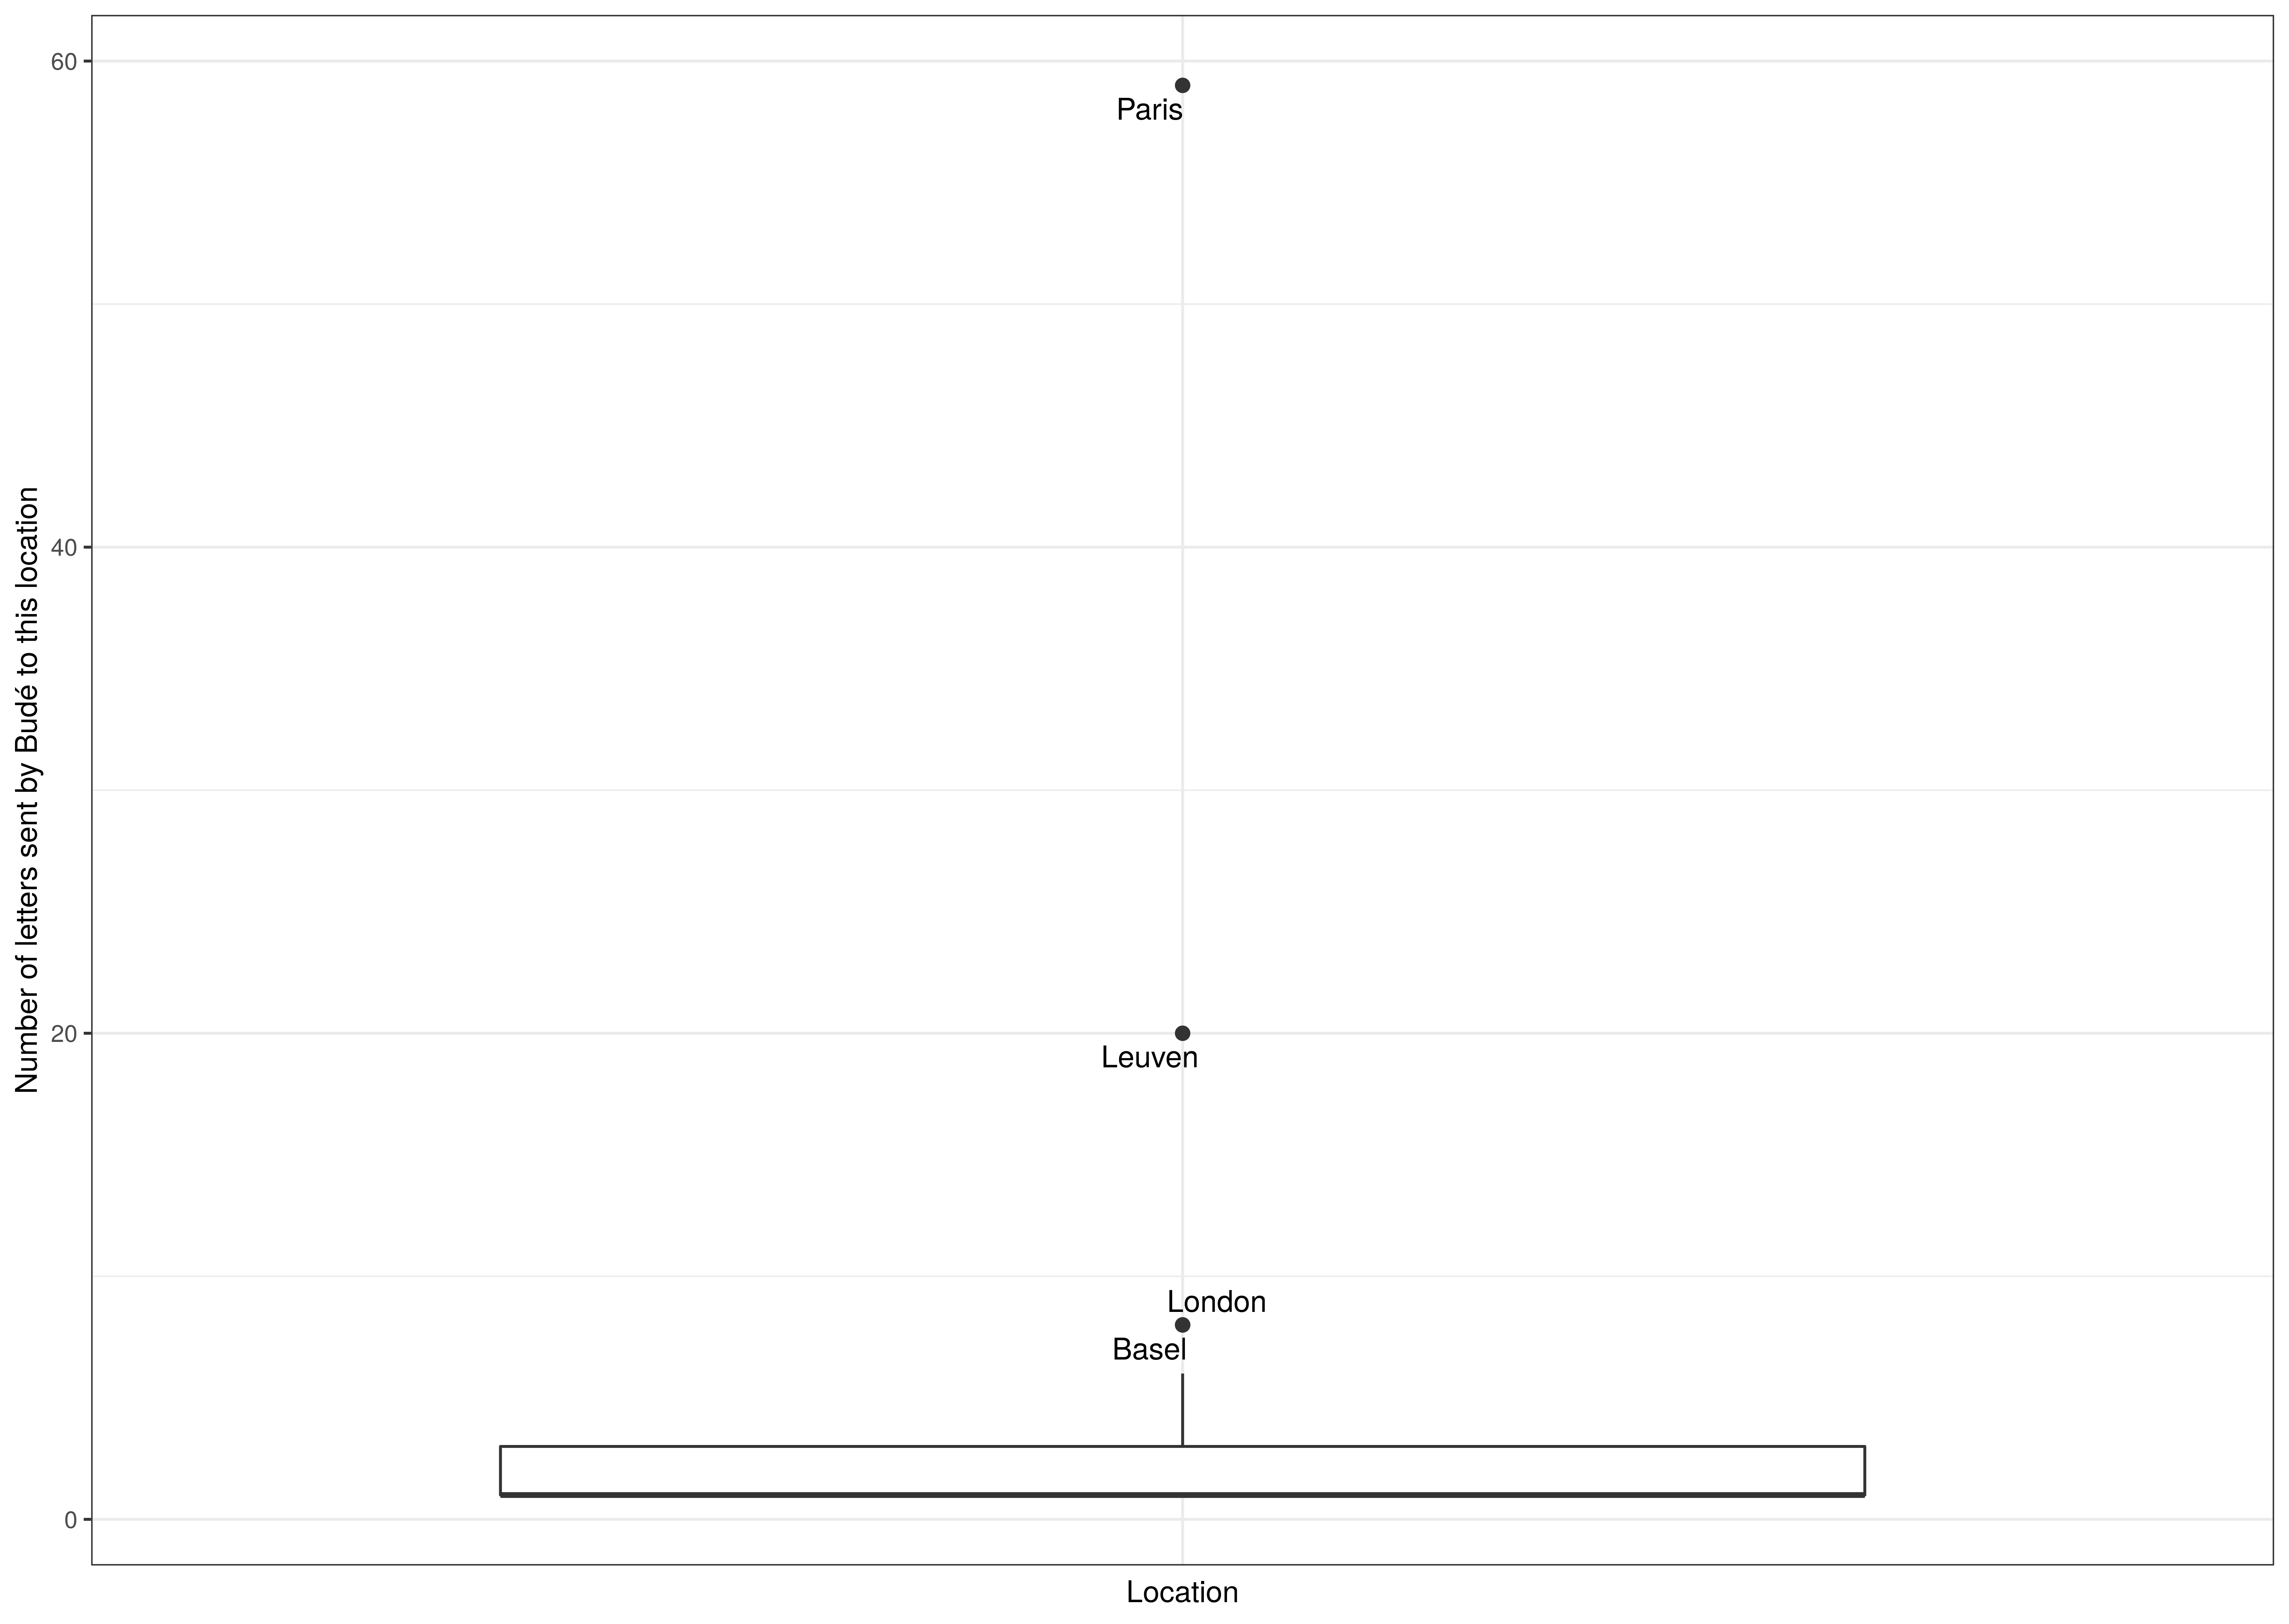 Number of letters sent by Budé to this location
60
40
20
0
Paris
Leuven
London
Basel
Location